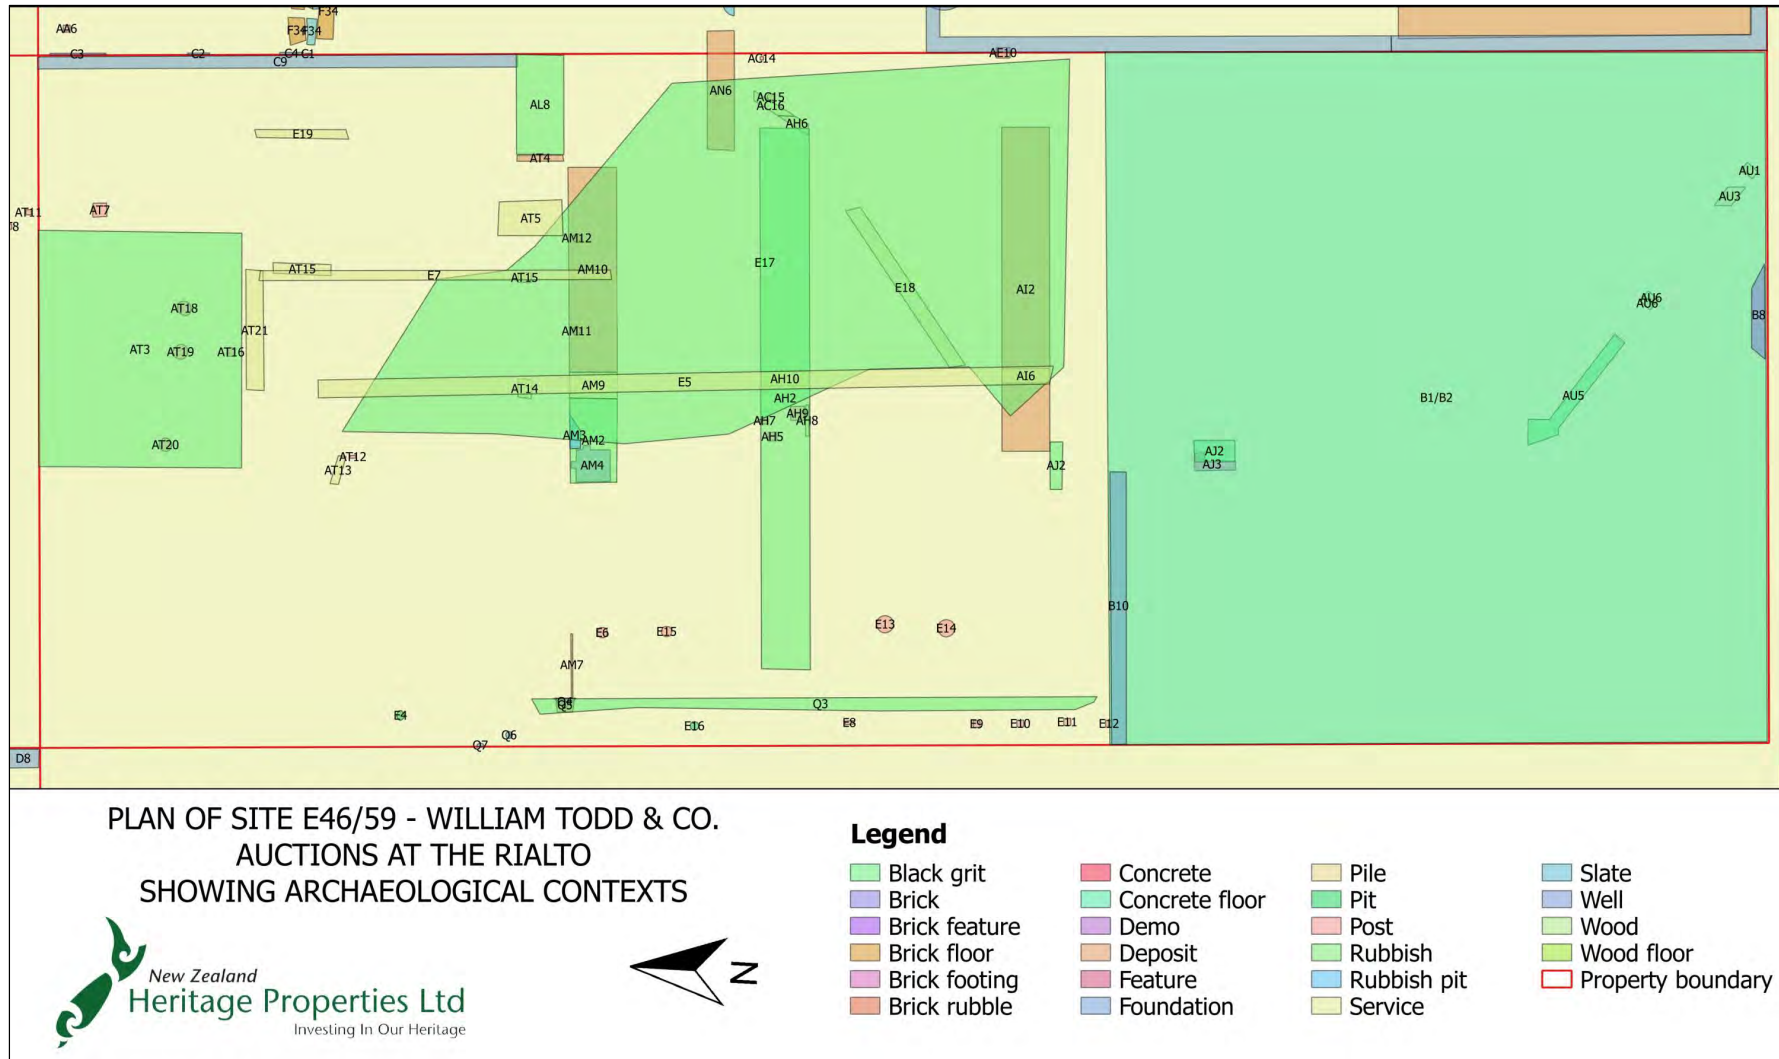 F34
AA6
F34
F34
C3
C2
C4
C1
C9
AC14
AE10
AN6
AC15
AC16
AL8
AH6
E19
AT4
AU1
AU3
AT11
AT7
AT5
AM12
E17
AT15
E7
AT15
AM10
E18
AI2
AU6
AU6
B8
AT18
AT21
AM11
AT3
AT19
AT16
AT14
AM9
E5
AH10
AI6
AU5
B1/B2
AH2
AH9
AH7
AH8
AH5
AM3
AM2
AT20
AT12
AT13
AM4
AJ2
AJ2
AJ3
B10
E6
E15
E13
E14
AM7
Q5
Q3
E4
E16
E8
E9
E10
E11
E12
Q6
Q7
D8
PLAN OF SITE E46/59 - WILLIAM TODD & CO.
AUCTIONS AT THE RIALTO
SHOWING ARCHAEOLOGICAL CONTEXTS
New Zealand
Heritage Properties Ltd
Investing In Our Heritage
N
Legend
Black grit
Brick
Brick feature
Brick floor
Brick footing
Brick rubble
Concrete
Concrete floor
Demo
Deposit
Feature
Foundation
Pile
Pit
Post
Rubbish
Rubbish pit
Service
Slate
Well
Wood
Wood floor
Property boundary